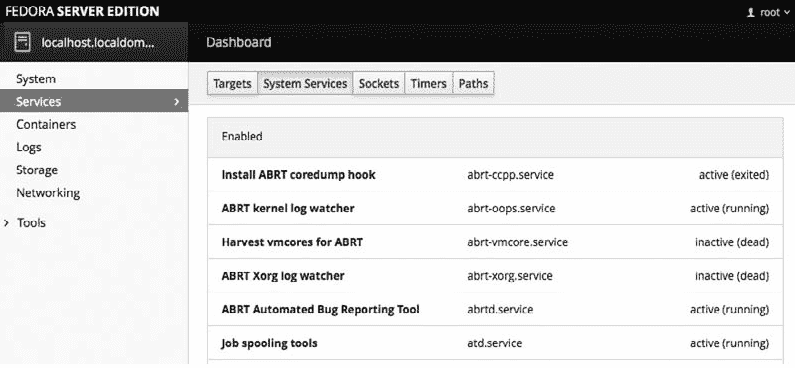 FEDORA SERVER EDITION
root
localhost.localdom...
Dashboard
System
Services
Containers
Logs
Storage
Networking
Tools
Targets System Services Sockets Timers Paths
Enabled
Install ABRT coredump hook abrt-ccpp.service active (exited)
ABRT kernel log watcher abrt-oops.service active (running)
Harvest vmcores for ABRT abrt-vmcore.service inactive (dead)
ABRT Xorg log watcher abrt-xorg.service inactive (dead)
ABRT Automated Bug Reporting Tool abrtd.service active (running)
Job spooling tools atd.service active (running)